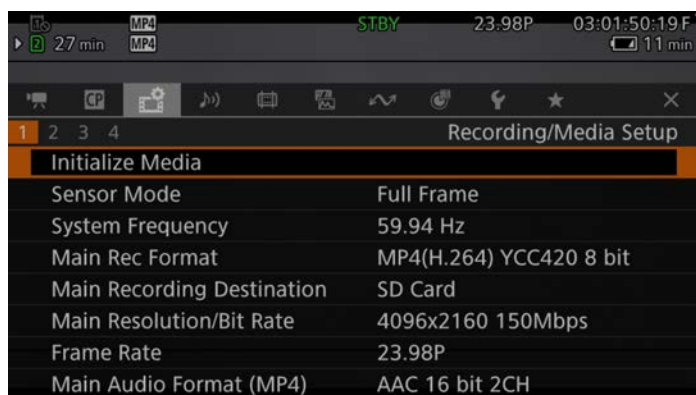 MP4 STBY 23.98P 03:01:50:19 F
2 27 min MP4 11 min
CP
1 2 3 4 Recording/Media Setup
Initialize Media
Sensor Mode Full Frame
System Frequency 59.94 Hz
Main Rec Format MP4(H.264) YCC420 8 bit
Main Recording Destination SD Card
Main Resolution/Bit Rate 4096x2160 150Mbps
Frame Rate 23.98P
Main Audio Format (MP4) AAC 16 bit 2CH